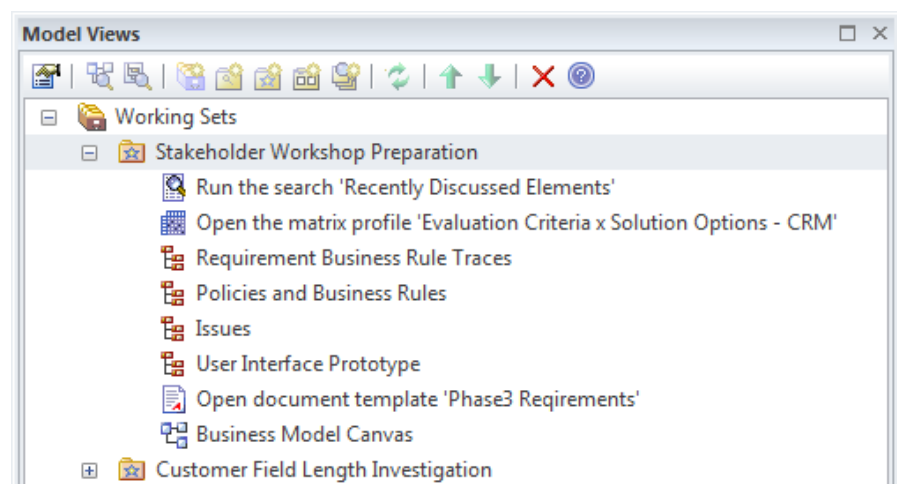 Model Views
Working Sets
Stakeholder Workshop Preparation
Run the search 'Recently Discussed Elements'
Open the matrix profile 'Evaluation Criteria x Solution Options - CRM'
Requirement Business Rule Traces
Policies and Business Rules
Issues
User Interface Prototype
Open document template 'Phase3 Reqirements'
Business Model Canvas
Customer Field Length Investigation